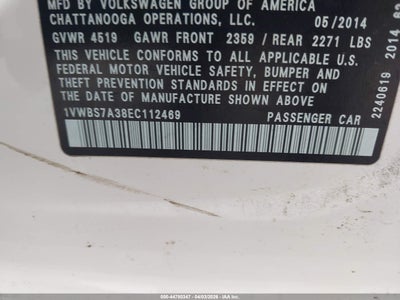 MFD BY VOLKSWAGEN GROUP OF AMERICA
CHATTANOOGA OPERATIONS, LLC. 05/2014
GVWR 4519 GAWR FRONT 2359 / REAR 2271 LBS
THIS VEHICLE CONFORMS TO ALL APPLICABLE U.S.
FEDERAL MOTOR VEHICLE SAFETY, BUMPER AND
THEFT PREVENTION STANDARDS IN EFFECT ON THE
DATE OF MANUFACTURE SHOWN ABOVE
1VWBS7A38EC112469 PASSENGER CAR
2240619 2014